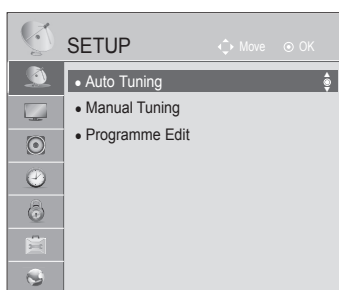 SETUP
Move OK
• Auto Tuning
• Manual Tuning
• Programme Edit